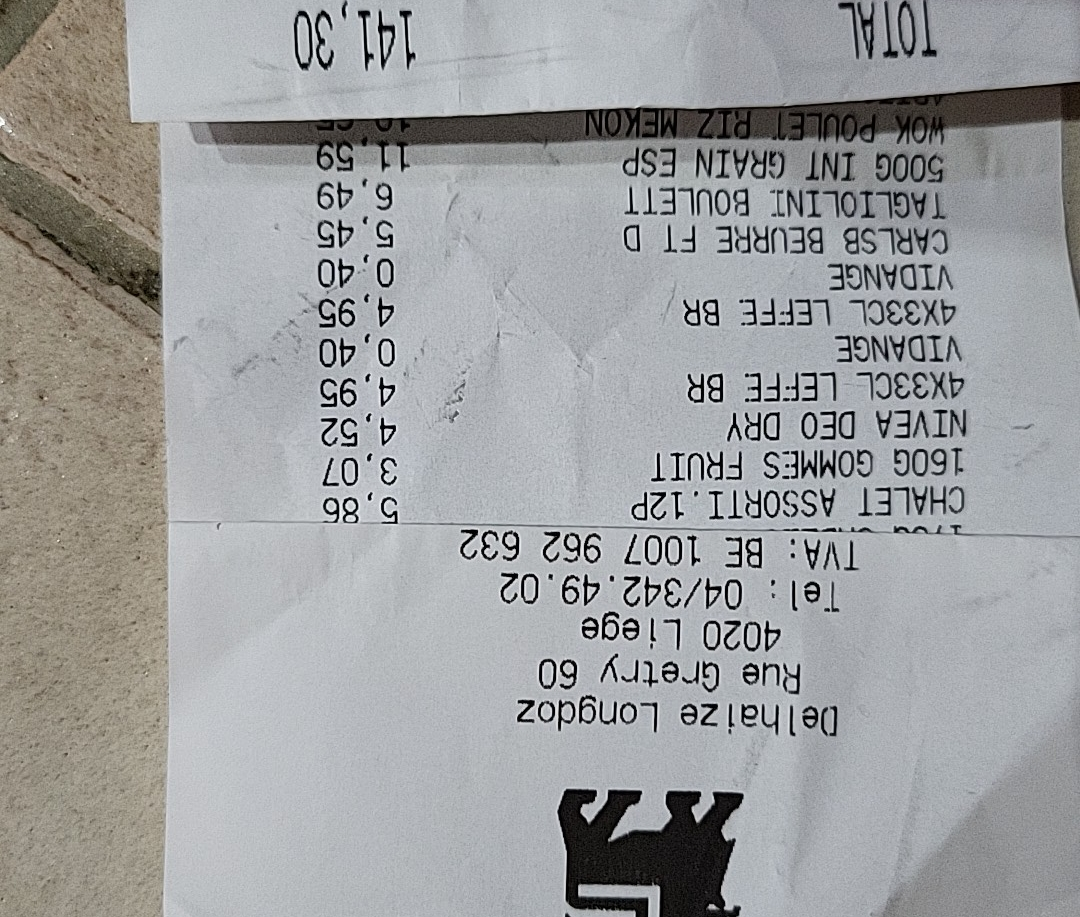 Delhaize Longdoz
Rue Gretry 60
4020 Liege
Tel: 04/342.49.02
TVA: BE 1007 962 632
CHALET ASSORTI.12P 5,86
160G GOMMES FRUIT 3,07
NIVEA DEO DRY 4,52
4X33CL LEFFE BR 4,95
VIDANGE 0,40
4X33CL LEFFE BR 4,95
VIDANGE 0,40
CARLSB BEURRE FT D 5,45
TAGLIOLINI BOULETT 6,49
500G INT GRAIN ESP 11,59
WOK POULET RIZ MEKON
TOTAL 141,30